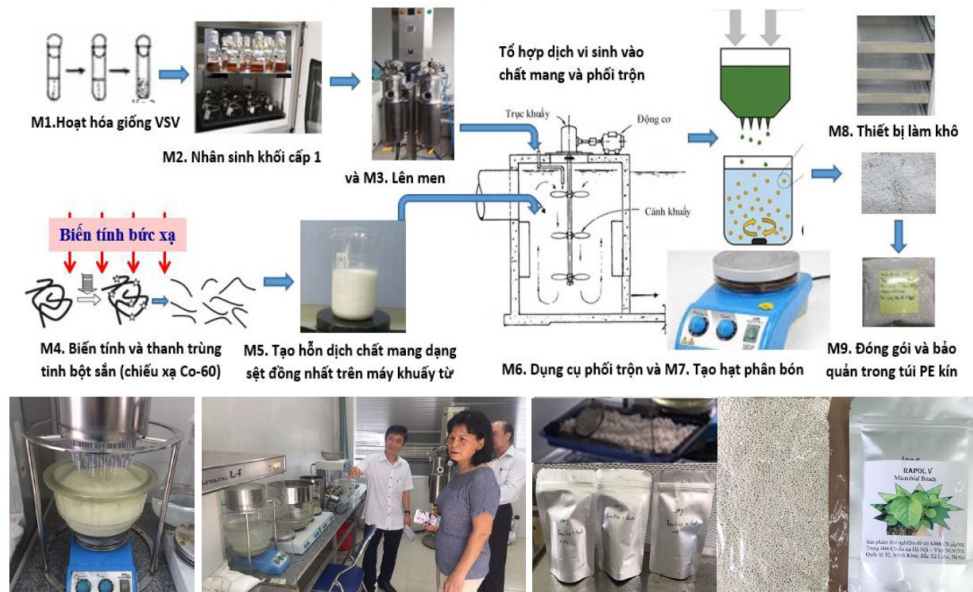 Tổ hợp dịch vi sinh vào
chất mang và phối trộn
Trục khuấy
Động cơ
M1.Hoạt hóa giống VSV
M8. Thiết bị làm khô
M2. Nhân sinh khối cấp 1
và M3. Lên men
Cánh khuấy
Biến tính bức xạ
M4. Biến tính và thanh trùng
tinh bột sắn (chiếu xạ Co-60)
M5. Tạo hỗn dịch chất mang dạng
sệt đồng nhất trên máy khuấy từ
M6. Dụng cụ phối trộn và M7. Tạo hạt phân bón
M9. Đóng gói và bảo
quản trong túi PE kín
RAPOL V
Microbial Beads